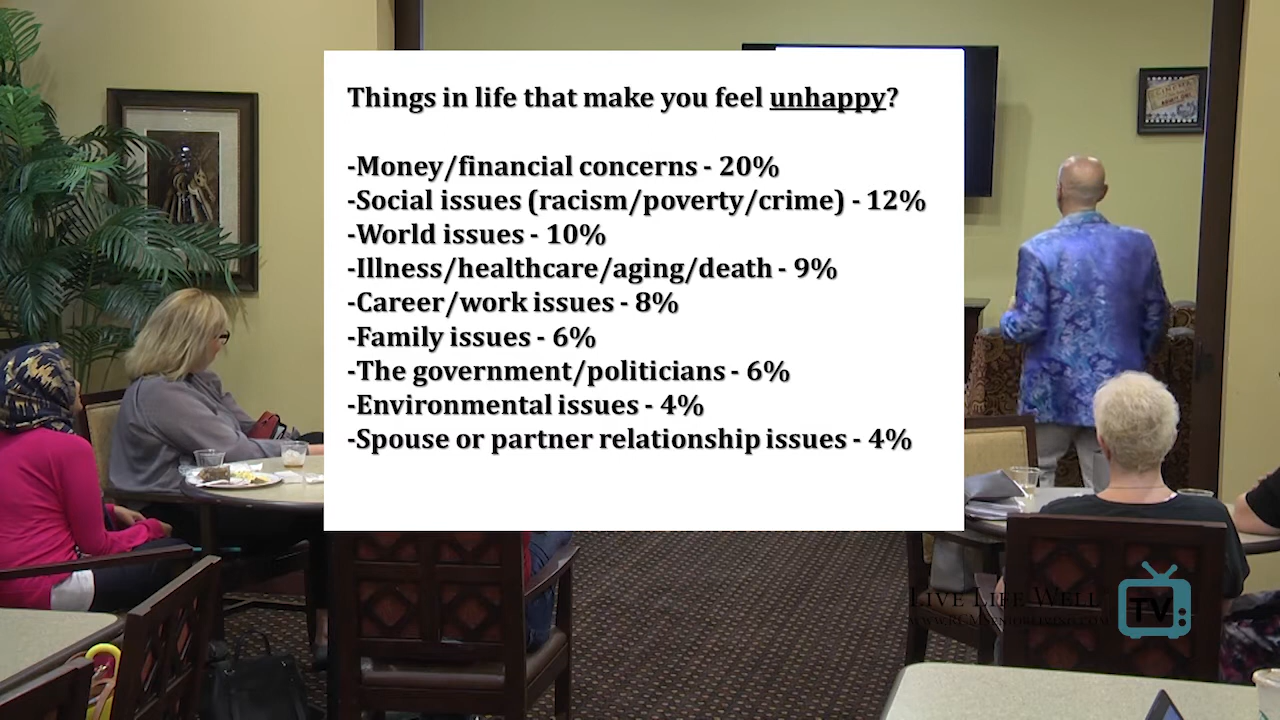 Things in life that make you feel unhappy?
-Money/financial concerns - 20%
-Social issues (racism/poverty/crime) - 12%
-World issues - 10%
-Illness/healthcare/aging/death - 9%
-Career/work issues - 8%
-Family issues - 6%
-The government/politicians - 6%
-Environmental issues - 4%
-Spouse or partner relationship issues - 4%
LIVE LIFE WELL
TV